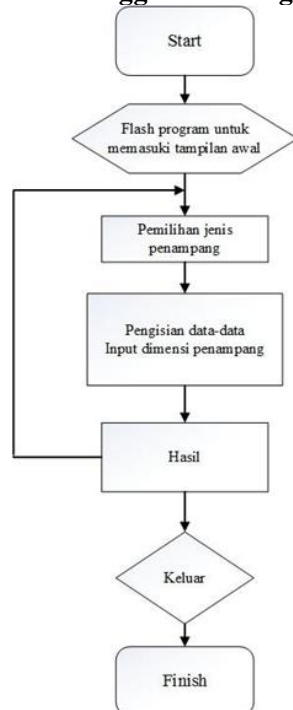 Start
Flash program untuk
memasuki tampilan awal
Pemilihan jenis
penampang
Pengisian data-data
Input dimensi penampang
Hasil
Keluar
Finish